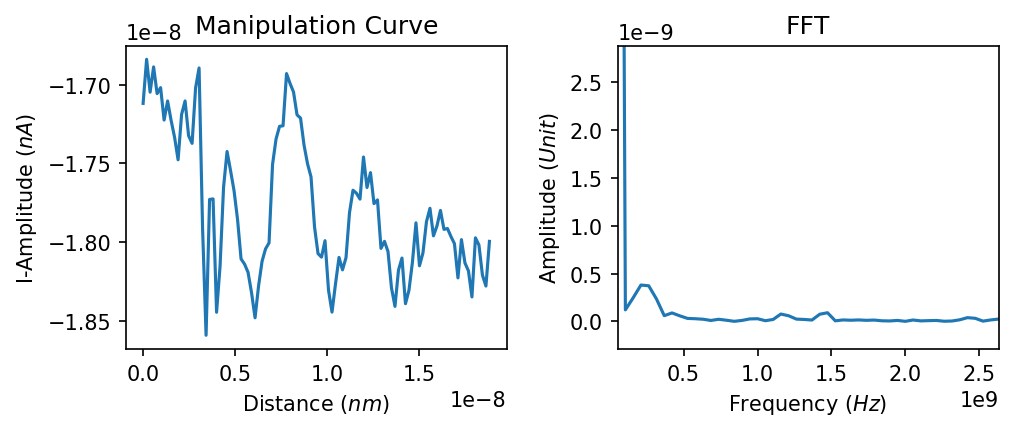 Manipulation Curve
1e−8
−1.70
−1.75
−1.80
−1.85
I-Amplitude (nA)
0.0 0.5 1.0 1.5
1e−8
Distance (nm)
FFT
1e−9
2.5
2.0
1.5
1.0
0.5
0.0
Amplitude (Unit)
0.5 1.0 1.5 2.0 2.5
1e9
Frequency (Hz)